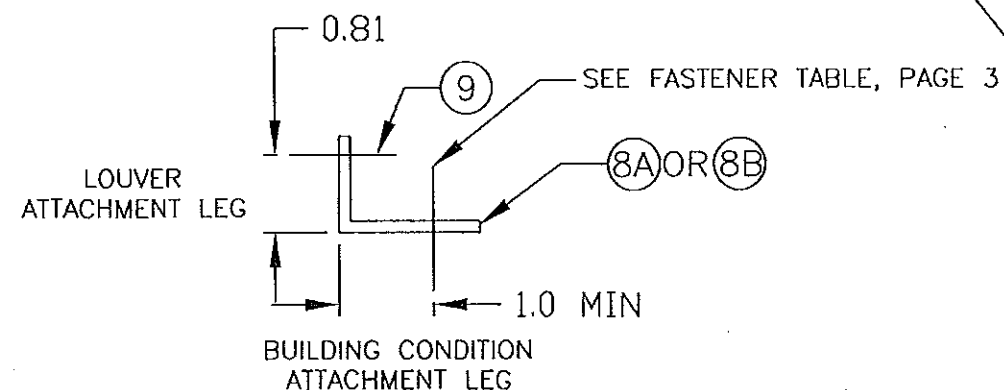 0.81
9
SEE FASTENER TABLE, PAGE 3
8A OR 8B
LOUVER
ATTACHMENT LEG
1.0 MIN
BUILDING CONDITION
ATTACHMENT LEG